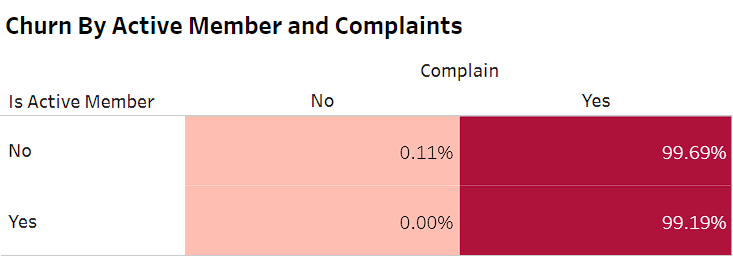 Churn By Active Member and Complaints
Complain
Is Active Member No Yes
No 0.11% 99.69%
Yes 0.00% 99.19%